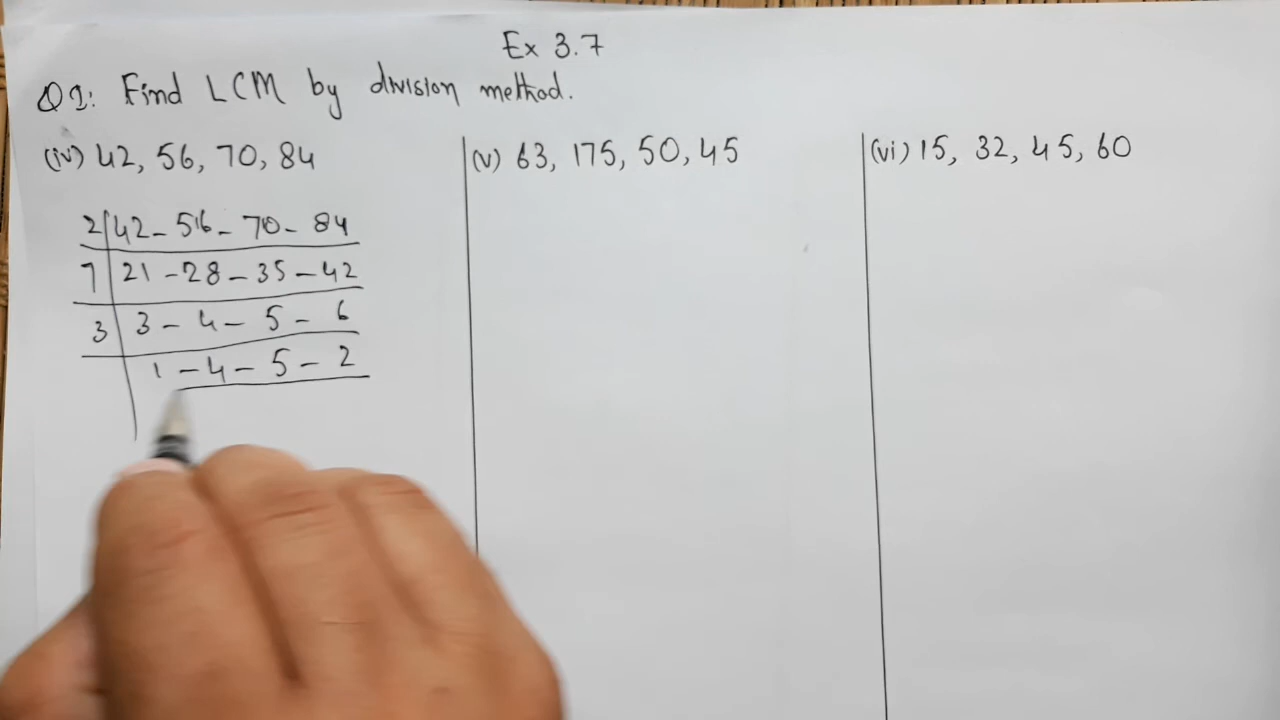 Ex 3.7
Q1: Find LCM by division method.
(iv) 42, 56, 70, 84
2 42 - 56 - 70 - 84
7 21 - 28 - 35 - 42
3 3 - 4 - 5 - 6
1 - 4 - 5 - 2
(v) 63, 175, 50, 45
(vi) 15, 32, 45, 60